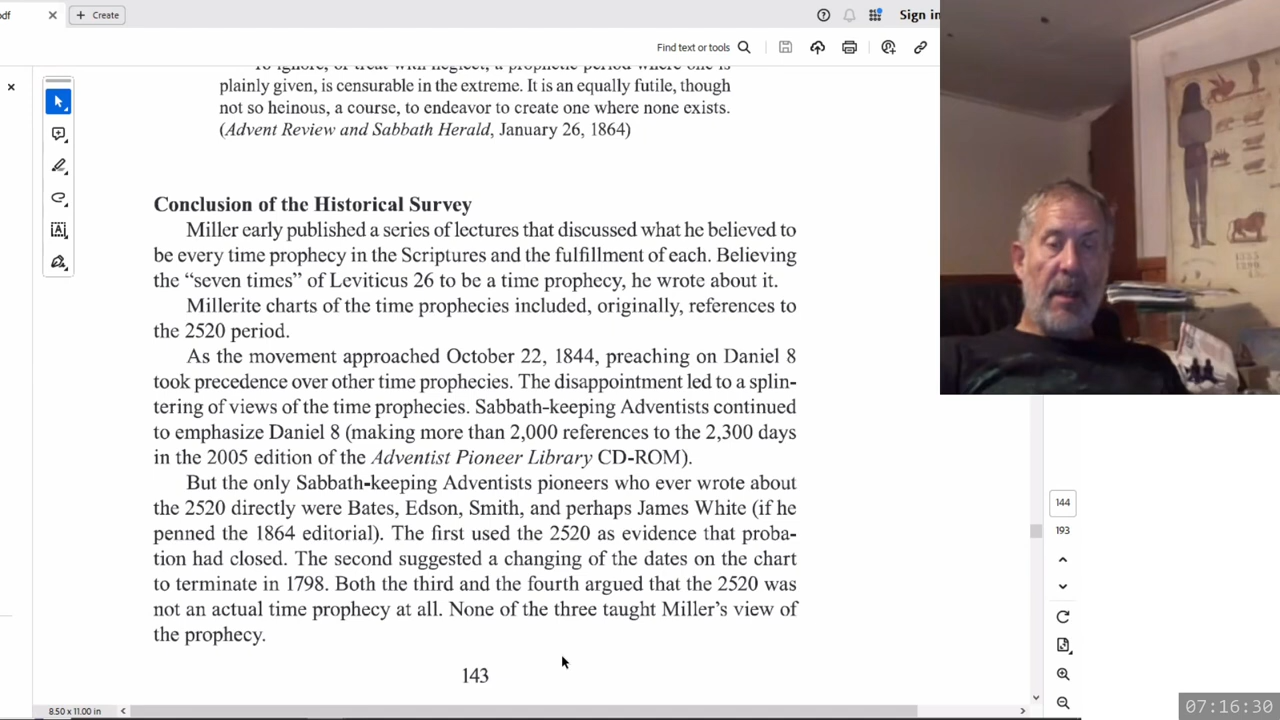 df
Create
Sign in
Find text or tools
To ignore, or treat with neglect, a prophetic period where one is
plainly given, is censurable in the extreme. It is an equally futile, though
not so heinous, a course, to endeavor to create one where none exists.
(Advent Review and Sabbath Herald, January 26, 1864)
Conclusion of the Historical Survey
Miller early published a series of lectures that discussed what he believed to
be every time prophecy in the Scriptures and the fulfillment of each. Believing
the “seven times” of Leviticus 26 to be a time prophecy, he wrote about it.
Millerite charts of the time prophecies included, originally, references to
the 2520 period.
As the movement approached October 22, 1844, preaching on Daniel 8
took precedence over other time prophecies. The disappointment led to a splin-
tering of views of the time prophecies. Sabbath-keeping Adventists continued
to emphasize Daniel 8 (making more than 2,000 references to the 2,300 days
in the 2005 edition of the Adventist Pioneer Library CD-ROM).
But the only Sabbath-keeping Adventists pioneers who ever wrote about
the 2520 directly were Bates, Edson, Smith, and perhaps James White (if he
penned the 1864 editorial). The first used the 2520 as evidence that proba-
tion had closed. The second suggested a changing of the dates on the chart
to terminate in 1798. Both the third and the fourth argued that the 2520 was
not an actual time prophecy at all. None of the three taught Miller’s view of
the prophecy.
143
144
193
8.50 x 11.00 in
07:16:30